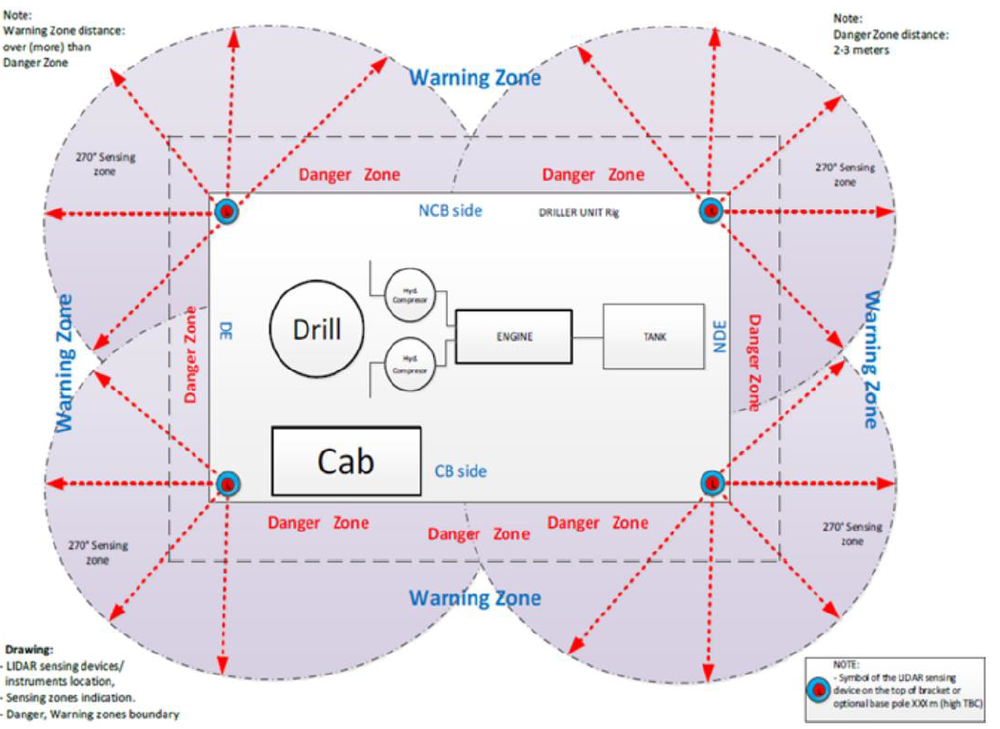 Note:
Warning Zone distance:
over (more) than
Danger Zone
Note:
Danger Zone distance:
2-3 meters
Warning Zone
270° Sensing
zone
270° Sensing
zone
Danger Zone
Danger Zone
NCB side
DRILLER UNIT Rig
Warning Zone
Danger Zone
DE
Drill
Hyd.
Compresor
Hyd.
Compresor
ENGINE
TANK
NDE
Danger Zone
Warning Zone
Cab
CB side
Danger Zone
Danger Zone
Danger Zone
270° Sensing
zone
270° Sensing
zone
Warning Zone
Drawing:
- LIDAR sensing devices/
instruments location,
- Sensing zones indication.
- Danger, Warning zones boundary
L
L
L
L
NOTE:
- Symbol of the LIDAR sensing
device on the top of bracket or
optional base pole XXX m (high TBC)
L